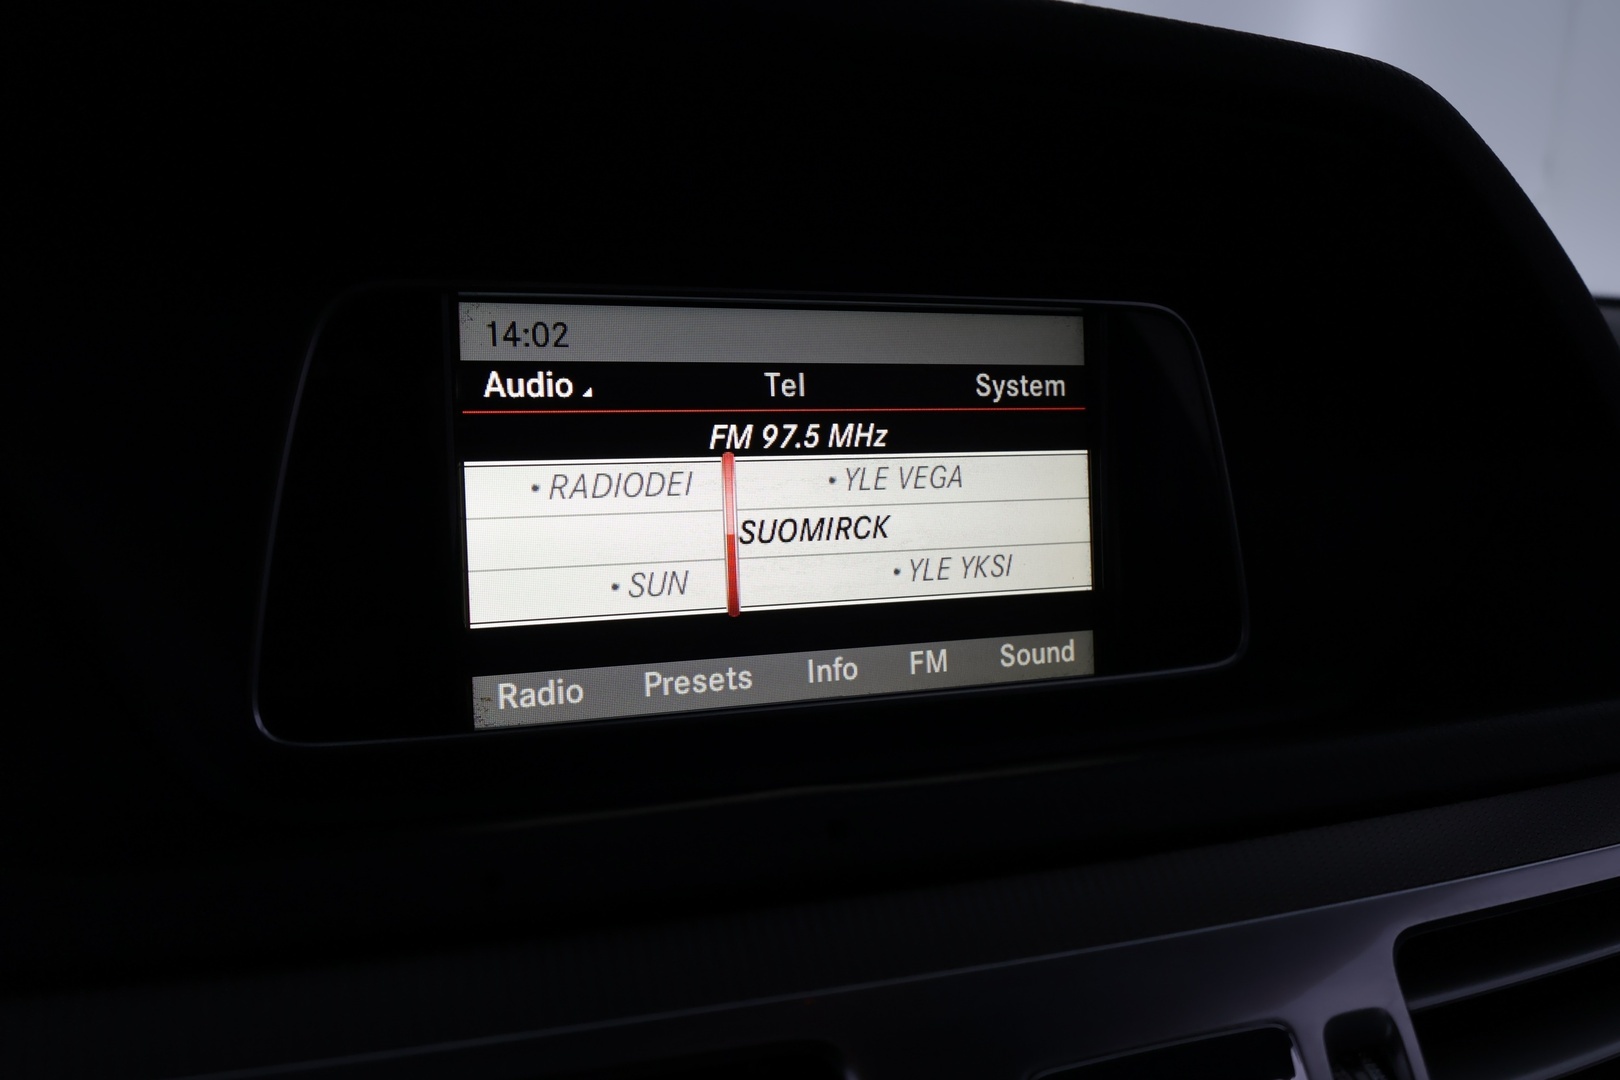 14:02
Audio Tel System
FM 97.5 MHz
• RADIODEI • YLE VEGA
SUOMIRCK
• SUN • YLE YKSI
Radio Presets Info FM Sound